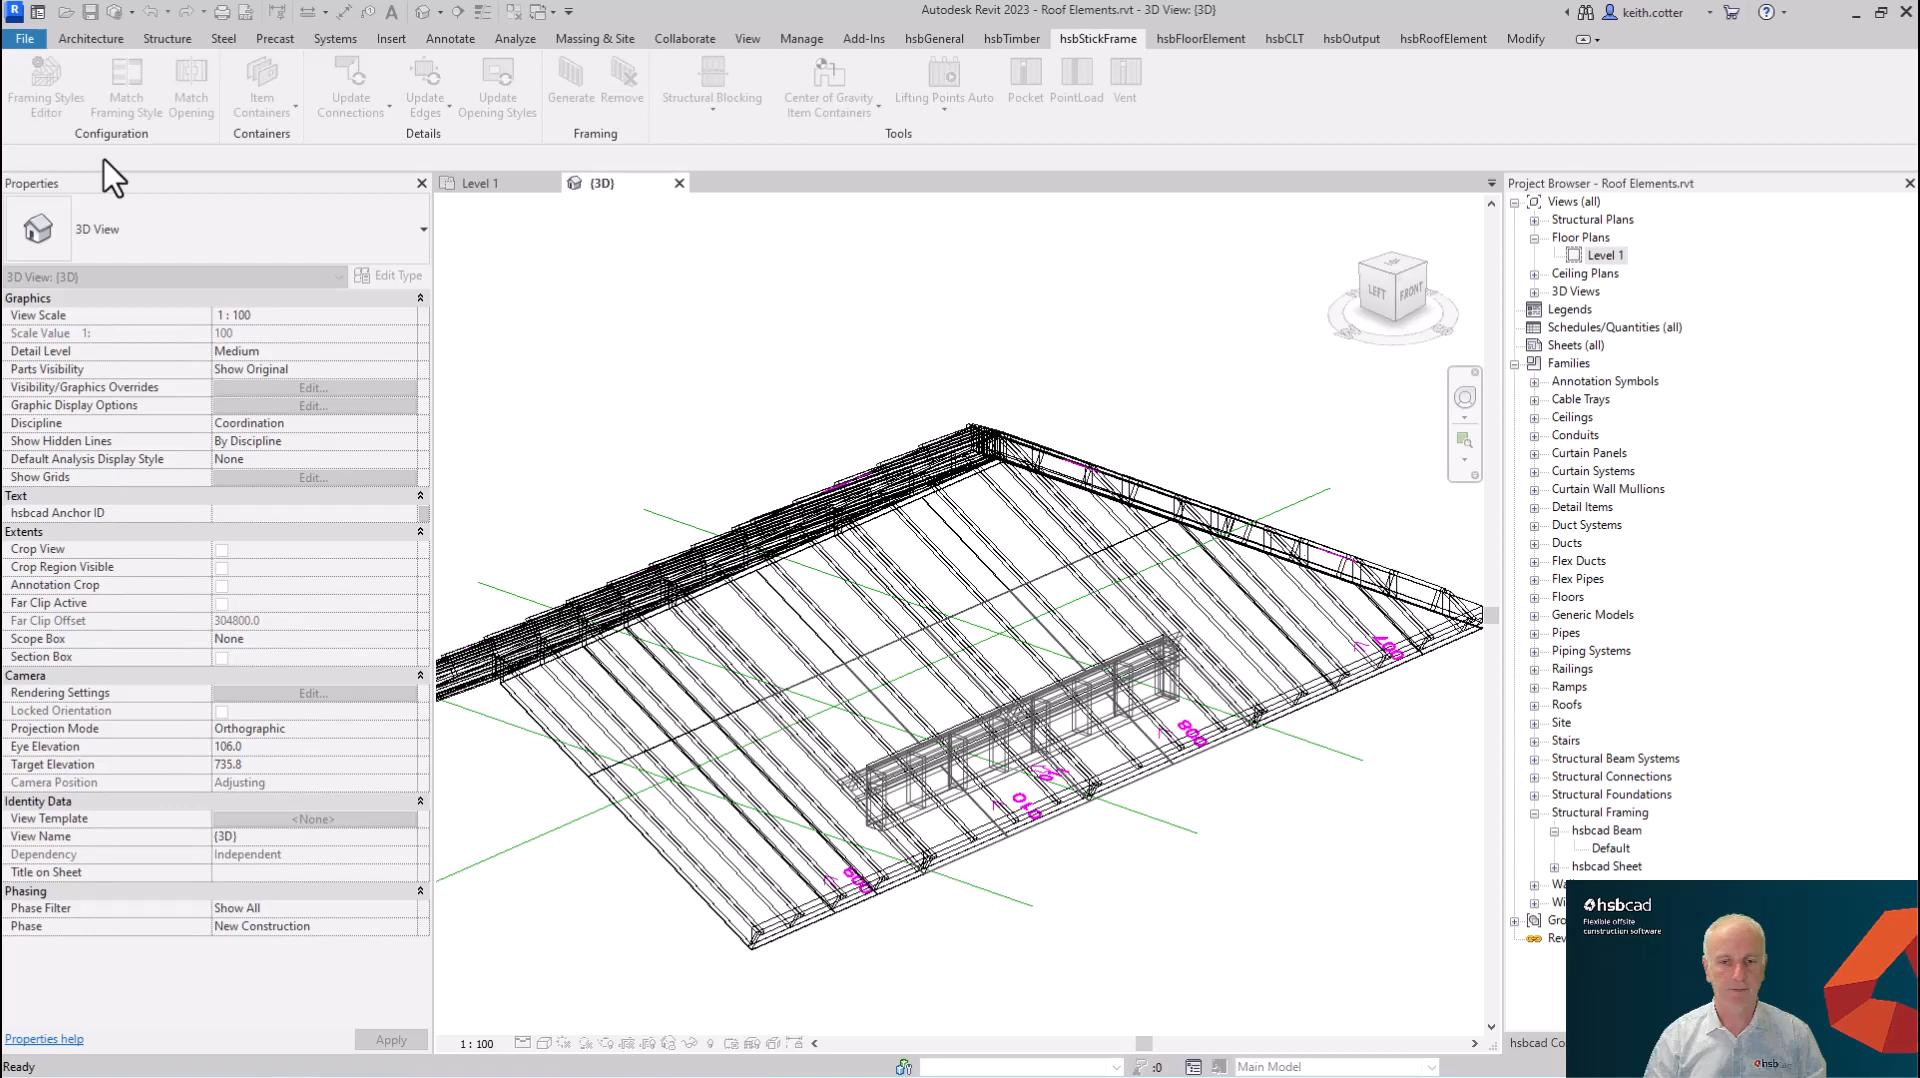 Autodesk Revit 2023 - Roof Elements.rvt - 3D View: {3D}
keith.cotter
File Architecture Structure Steel Precast Systems Insert Annotate Analyze Massing & Site Collaborate View Manage Add-Ins hsbGeneral hsbTimber hsbStickFrame hsbFloorElement hsbCLT hsbOutput hsbRoofElement Modify
Framing Styles Editor
Match Framing Style
Match Opening
Item Containers
Update Connections
Update Edges
Update Opening Styles
Generate
Remove
Structural Blocking
Center of Gravity Item Containers
Lifting Points Auto
Pocket
PointLoad
Vent
Configuration
Containers
Details
Framing
Tools
Properties
3D View
3D View: {3D}
Edit Type
Graphics
View Scale 1 : 100
Scale Value 1: 100
Detail Level Medium
Parts Visibility Show Original
Visibility/Graphics Overrides Edit...
Graphic Display Options Edit...
Discipline Coordination
Show Hidden Lines By Discipline
Default Analysis Display Style None
Show Grids Edit...
Text
hsbcad Anchor ID
Extents
Crop View
Crop Region Visible
Annotation Crop
Far Clip Active
Far Clip Offset 304800.0
Scope Box None
Section Box
Camera
Rendering Settings Edit...
Locked Orientation
Projection Mode Orthographic
Eye Elevation 106.0
Target Elevation 735.8
Camera Position Adjusting
Identity Data
View Template <None>
View Name {3D}
Dependency Independent
Title on Sheet
Phasing
Phase Filter Show All
Phase New Construction
Properties help
Apply
Level 1
{3D}
LEFT
FRONT
007
008
010
009
1 : 100
Project Browser - Roof Elements.rvt
Views (all)
Structural Plans
Floor Plans
Level 1
Ceiling Plans
3D Views
Legends
Schedules/Quantities (all)
Sheets (all)
Families
Annotation Symbols
Cable Trays
Ceilings
Conduits
Curtain Panels
Curtain Systems
Curtain Wall Mullions
Detail Items
Duct Systems
Ducts
Flex Ducts
Flex Pipes
Floors
Generic Models
Pipes
Piping Systems
Railings
Ramps
Roofs
Site
Stairs
Structural Beam Systems
Structural Connections
Structural Foundations
Structural Framing
hsbcad Beam
Default
hsbcad Sheet
Wa
Wi
Gro
Rev
hsbcad Co
hsbcad
Flexible offsite
construction software
Ready
:0
Main Model